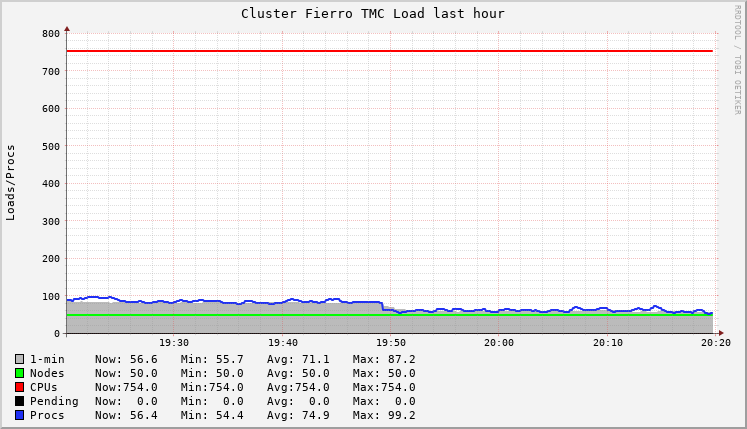 Cluster Fierro TMC Load last hour
RRDTOOL / TOBI OETIKER
Loads/Procs
800
700
600
500
400
300
200
100
0
19:30 19:40 19:50 20:00 20:10 20:20
1-min Now: 56.6 Min: 55.7 Avg: 71.1 Max: 87.2
Nodes Now: 50.0 Min: 50.0 Avg: 50.0 Max: 50.0
CPUs Now:754.0 Min:754.0 Avg:754.0 Max:754.0
Pending Now: 0.0 Min: 0.0 Avg: 0.0 Max: 0.0
Procs Now: 56.4 Min: 54.4 Avg: 74.9 Max: 99.2